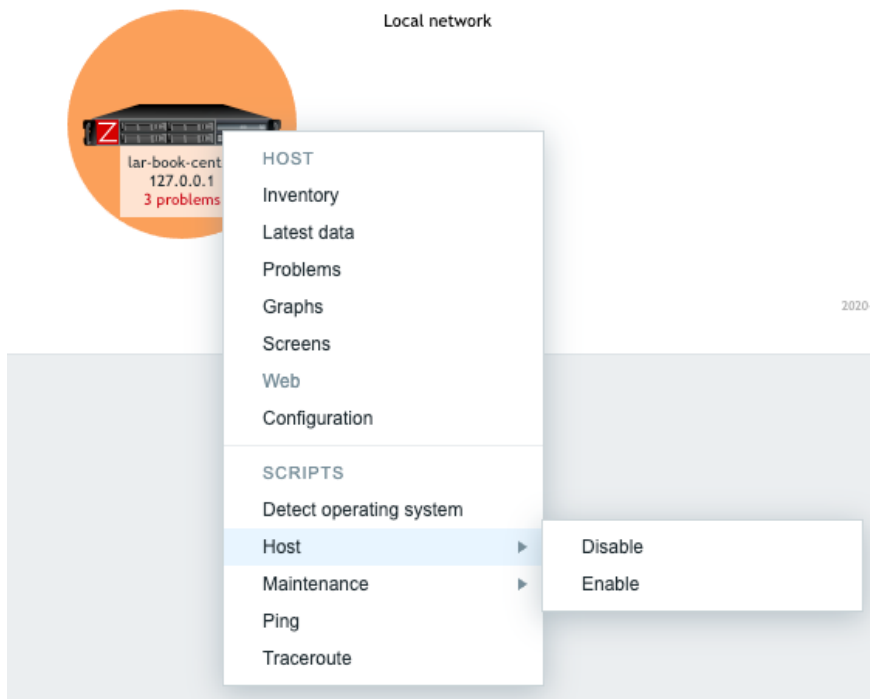 Local network
Z
lar-book-cent
127.0.0.1
3 problems
HOST
Inventory
Latest data
Problems
Graphs
Screens
Web
Configuration
2020-
SCRIPTS
Detect operating system
Host
Disable
Enable
Maintenance
Ping
Traceroute